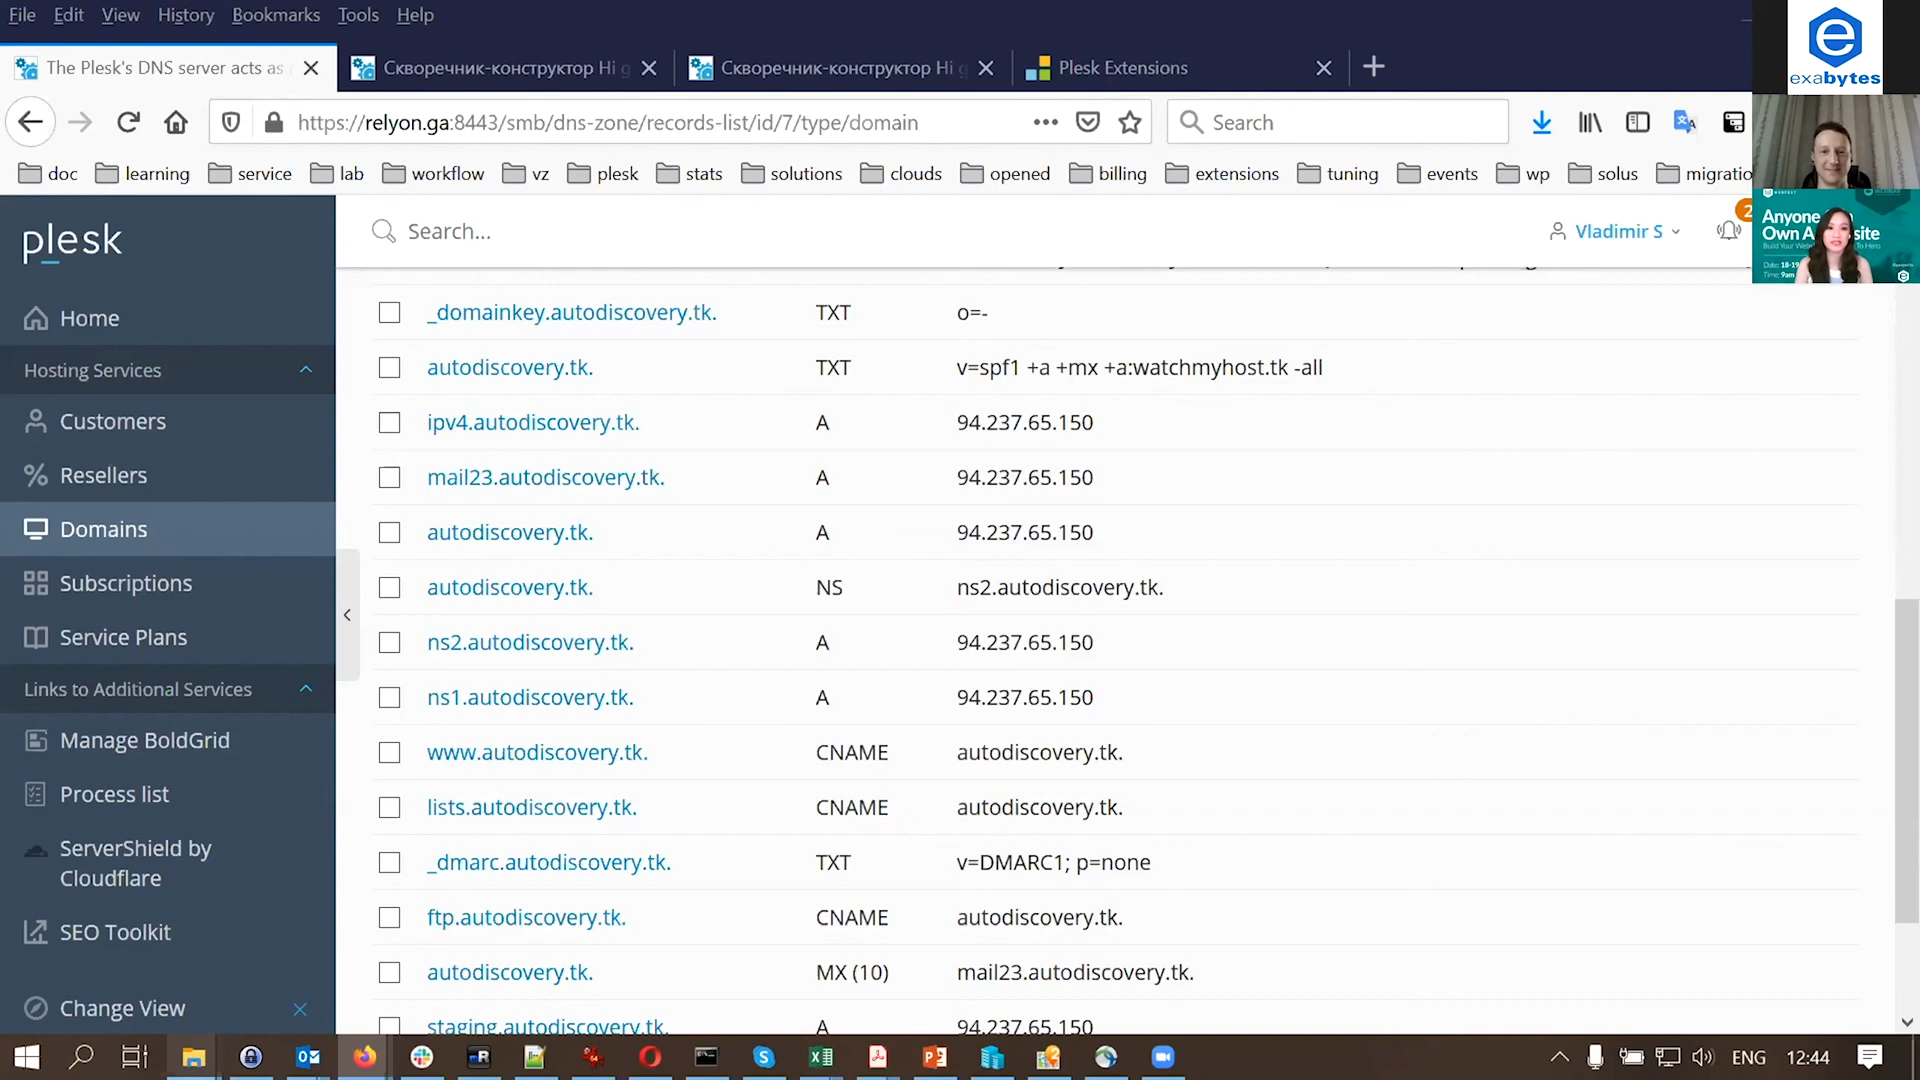 File Edit View History Bookmarks Tools Help
The Plesk's DNS server acts as
Скворечник-конструктор Hi g
Скворечник-конструктор Hi g
Plesk Extensions
e
exabytes
https://relyon.ga:8443/smb/dns-zone/records-list/id/7/type/domain
Search
doc learning service lab workflow vz plesk stats solutions clouds opened billing extensions tuning events wp solus migratio
plesk
Search...
Vladimir S
2
Anyone
Own A site
Home
Hosting Services
Customers
Resellers
Domains
Subscriptions
Service Plans
Links to Additional Services
Manage BoldGrid
Process list
ServerShield by
Cloudflare
SEO Toolkit
Change View
_domainkey.autodiscovery.tk. TXT o=-
autodiscovery.tk. TXT v=spf1 +a +mx +a:watchmyhost.tk -all
ipv4.autodiscovery.tk. A 94.237.65.150
mail23.autodiscovery.tk. A 94.237.65.150
autodiscovery.tk. A 94.237.65.150
autodiscovery.tk. NS ns2.autodiscovery.tk.
ns2.autodiscovery.tk. A 94.237.65.150
ns1.autodiscovery.tk. A 94.237.65.150
www.autodiscovery.tk. CNAME autodiscovery.tk.
lists.autodiscovery.tk. CNAME autodiscovery.tk.
_dmarc.autodiscovery.tk. TXT v=DMARC1; p=none
ftp.autodiscovery.tk. CNAME autodiscovery.tk.
autodiscovery.tk. MX (10) mail23.autodiscovery.tk.
staging.autodiscovery.tk. A 94.237.65.150
ENG 12:44